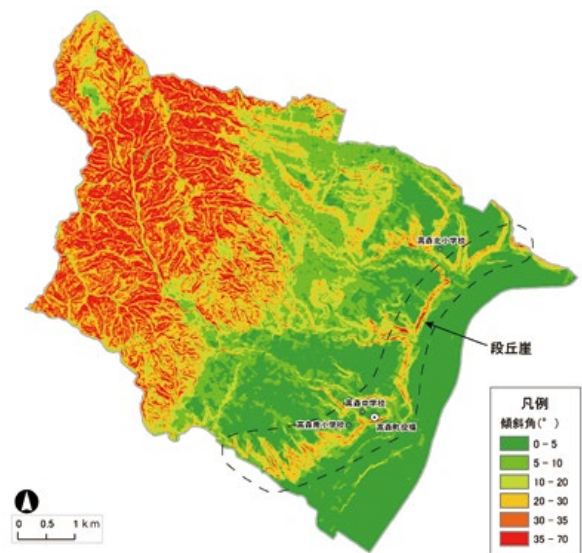 高森北小学校
段丘崖
高森中学校
高森南小学校
高森町役場
凡例
傾斜角(°)
0 - 5
5 - 10
10 - 20
20 - 30
30 - 35
35 - 70
0 0.5 1 km